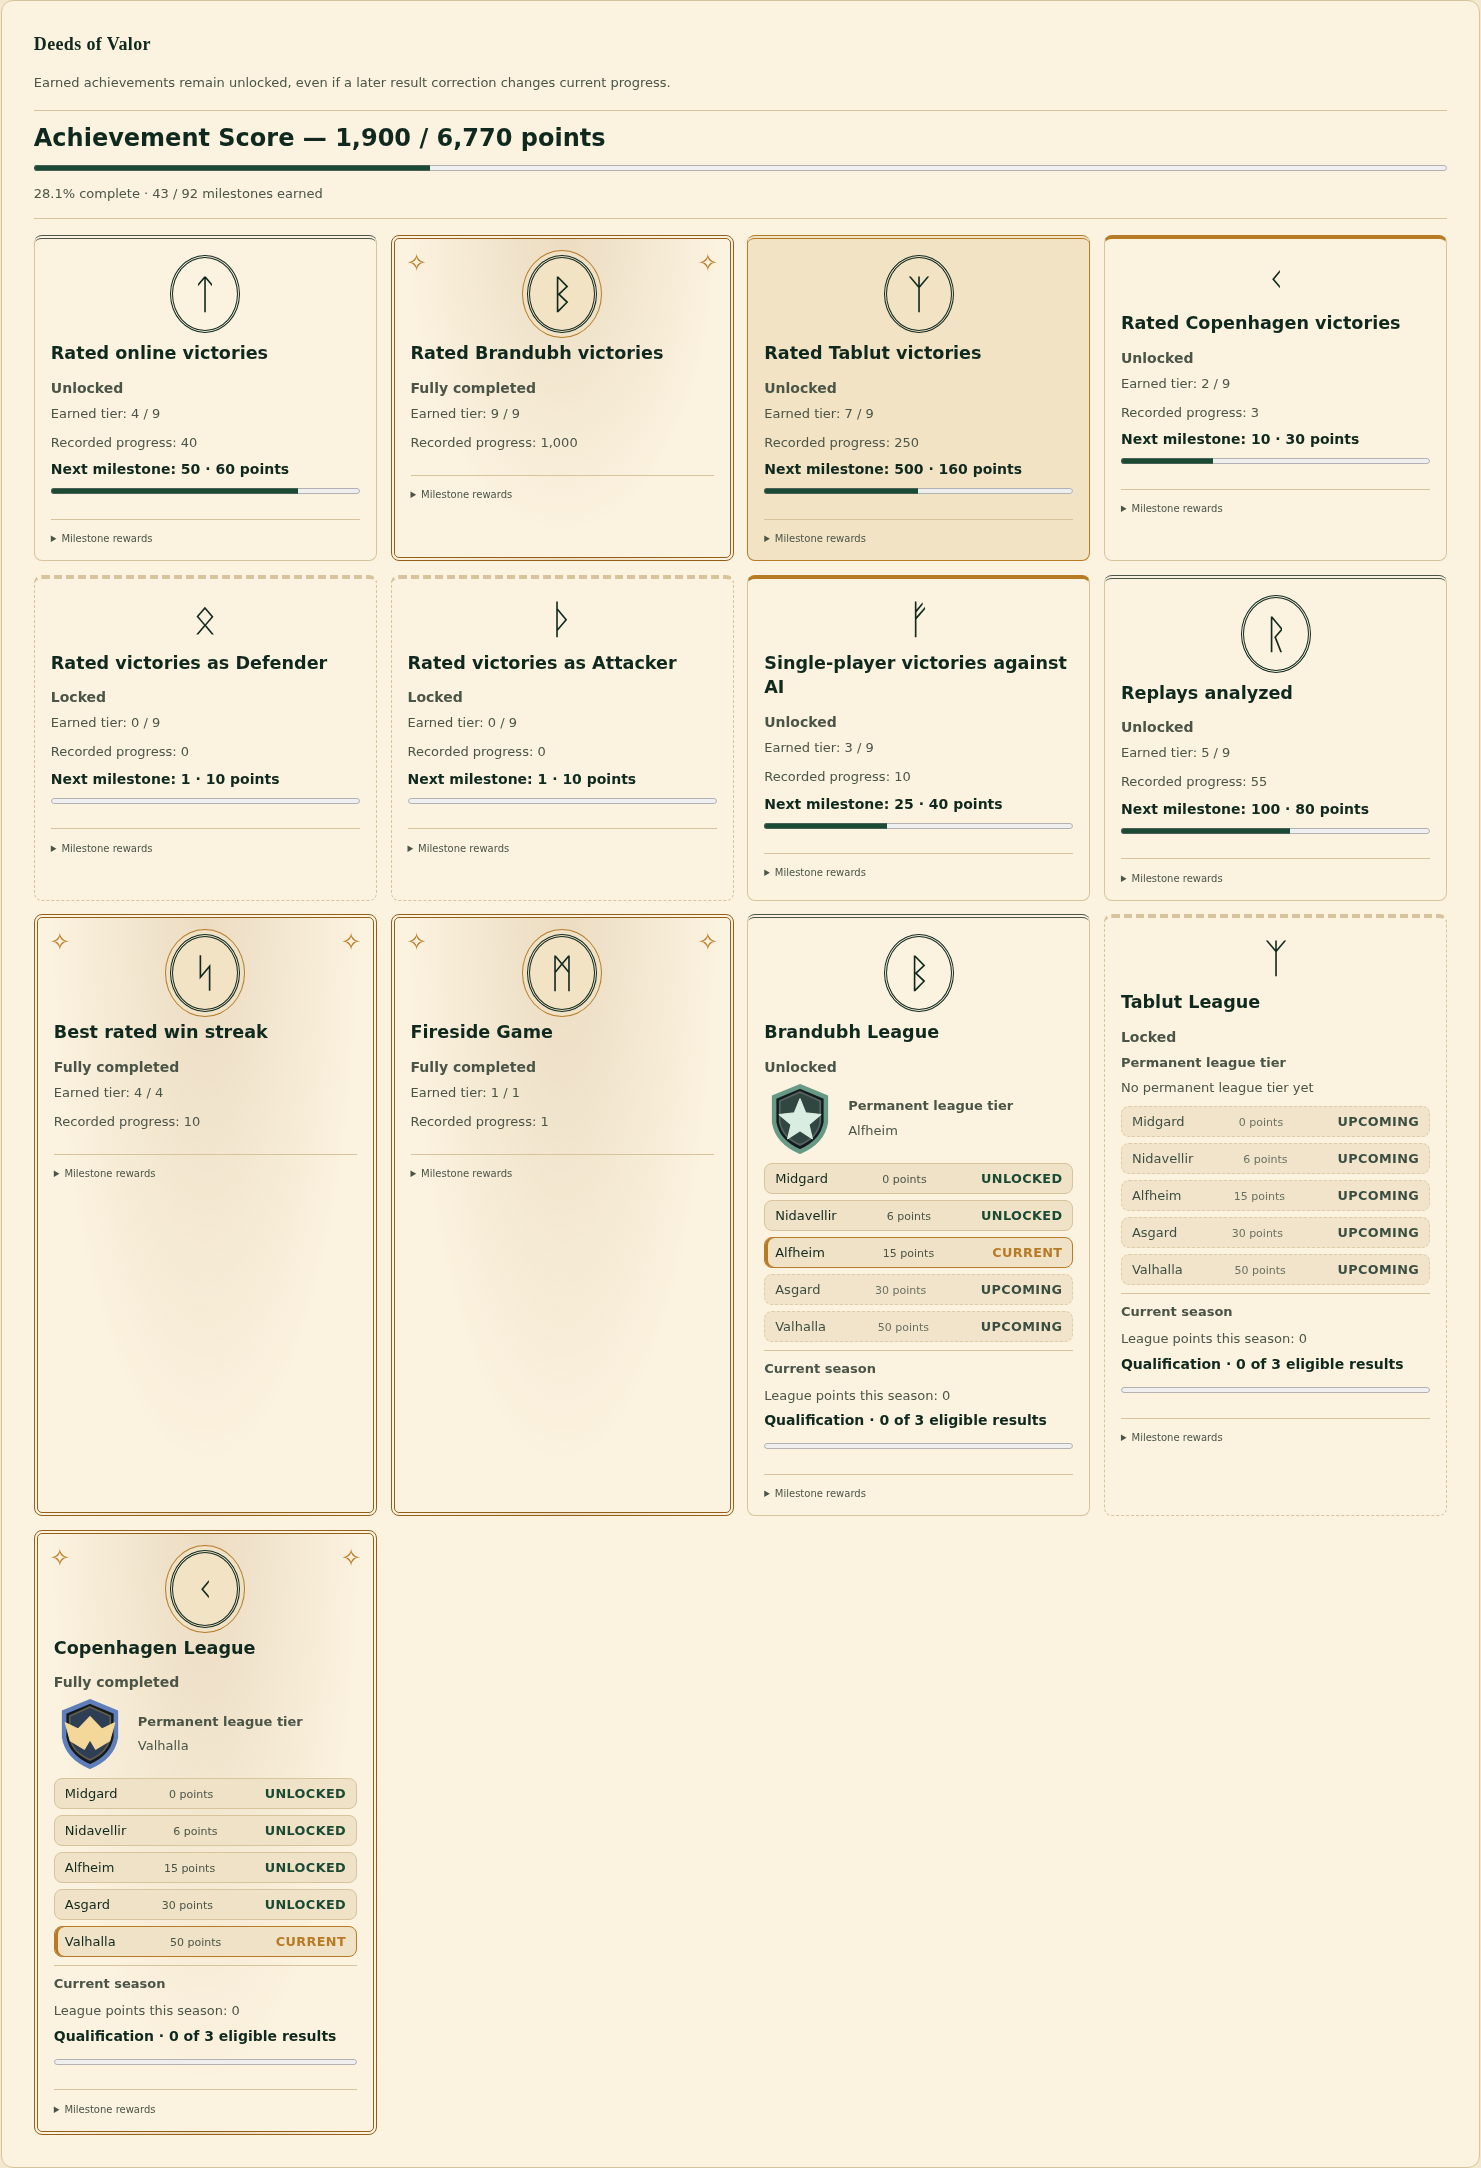 Deeds of Valor
Earned achievements remain unlocked, even if a later result correction changes current progress.
Achievement Score — 1,900 / 6,770 points
28.1% complete · 43 / 92 milestones earned
ᛏ
Rated online victories
Unlocked
Earned tier: 4 / 9
Recorded progress: 40
Next milestone: 50 · 60 points
▶ Milestone rewards
✧ ᛒ ✧
Rated Brandubh victories
Fully completed
Earned tier: 9 / 9
Recorded progress: 1,000
▶ Milestone rewards
ᛉ
Rated Tablut victories
Unlocked
Earned tier: 7 / 9
Recorded progress: 250
Next milestone: 500 · 160 points
▶ Milestone rewards
ᚲ
Rated Copenhagen victories
Unlocked
Earned tier: 2 / 9
Recorded progress: 3
Next milestone: 10 · 30 points
▶ Milestone rewards
ᛟ
Rated victories as Defender
Locked
Earned tier: 0 / 9
Recorded progress: 0
Next milestone: 1 · 10 points
▶ Milestone rewards
ᚦ
Rated victories as Attacker
Locked
Earned tier: 0 / 9
Recorded progress: 0
Next milestone: 1 · 10 points
▶ Milestone rewards
ᚠ
Single-player victories against
AI
Unlocked
Earned tier: 3 / 9
Recorded progress: 10
Next milestone: 25 · 40 points
▶ Milestone rewards
ᚱ
Replays analyzed
Unlocked
Earned tier: 5 / 9
Recorded progress: 55
Next milestone: 100 · 80 points
▶ Milestone rewards
✧ ᛋ ✧
Best rated win streak
Fully completed
Earned tier: 4 / 4
Recorded progress: 10
▶ Milestone rewards
✧ ᛗ ✧
Fireside Game
Fully completed
Earned tier: 1 / 1
Recorded progress: 1
▶ Milestone rewards
ᛒ
Brandubh League
Unlocked
Permanent league tier
Alfheim
Midgard 0 points UNLOCKED
Nidavellir 6 points UNLOCKED
Alfheim 15 points CURRENT
Asgard 30 points UPCOMING
Valhalla 50 points UPCOMING
Current season
League points this season: 0
Qualification · 0 of 3 eligible results
▶ Milestone rewards
ᛉ
Tablut League
Locked
Permanent league tier
No permanent league tier yet
Midgard 0 points UPCOMING
Nidavellir 6 points UPCOMING
Alfheim 15 points UPCOMING
Asgard 30 points UPCOMING
Valhalla 50 points UPCOMING
Current season
League points this season: 0
Qualification · 0 of 3 eligible results
▶ Milestone rewards
✧ ᚲ ✧
Copenhagen League
Fully completed
Permanent league tier
Valhalla
Midgard 0 points UNLOCKED
Nidavellir 6 points UNLOCKED
Alfheim 15 points UNLOCKED
Asgard 30 points UNLOCKED
Valhalla 50 points CURRENT
Current season
League points this season: 0
Qualification · 0 of 3 eligible results
▶ Milestone rewards